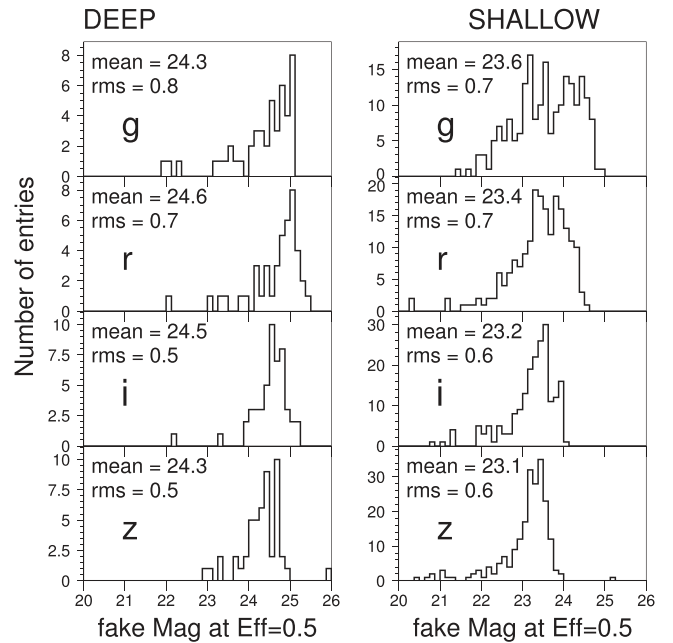 DEEP
SHALLOW
Number of entries
mean = 24.3
rms = 0.8
g
8
6
4
2
0
mean = 24.6
rms = 0.7
r
8
6
4
2
0
mean = 24.5
rms = 0.5
i
10
7.5
5
2.5
0
mean = 24.3
rms = 0.5
z
10
7.5
5
2.5
0
20 21 22 23 24 25 26
fake Mag at Eff=0.5
mean = 23.6
rms = 0.7
g
15
10
5
0
mean = 23.4
rms = 0.7
r
20
15
10
5
0
mean = 23.2
rms = 0.6
i
30
20
10
0
mean = 23.1
rms = 0.6
z
30
20
10
0
20 21 22 23 24 25 26
fake Mag at Eff=0.5